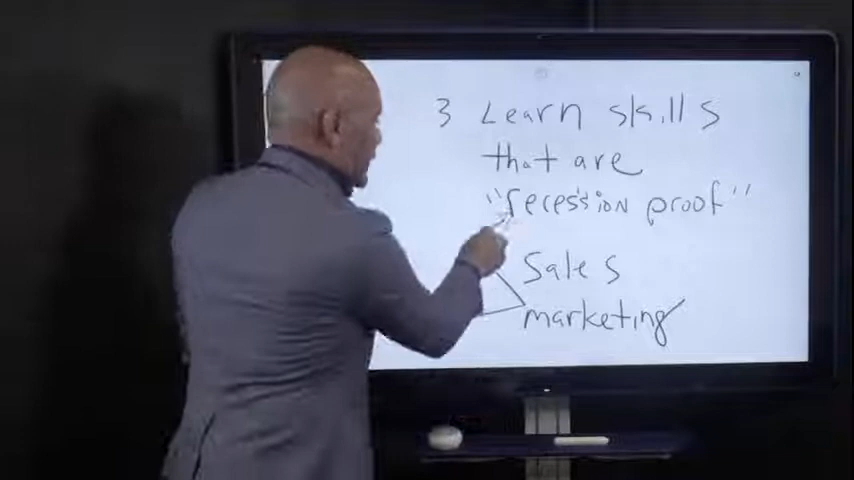 3 Learn skills
that are
"recession proof"
Sales
marketing